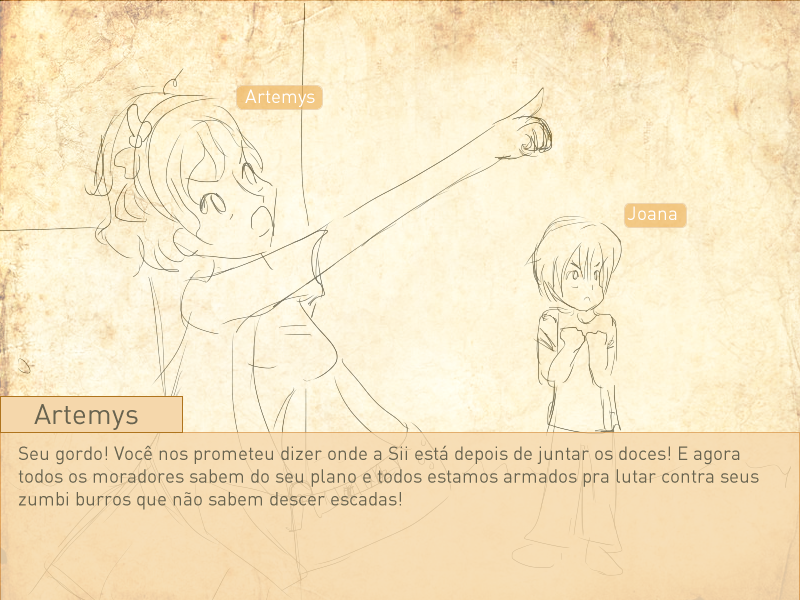 Artemys
Joana
Artemys
Seu gordo! Você nos prometeu dizer onde a Sii está depois de juntar os doces! E agora
todos os moradores sabem do seu plano e todos estamos armados pra lutar contra seus
zumbi burros que não sabem descer escadas!